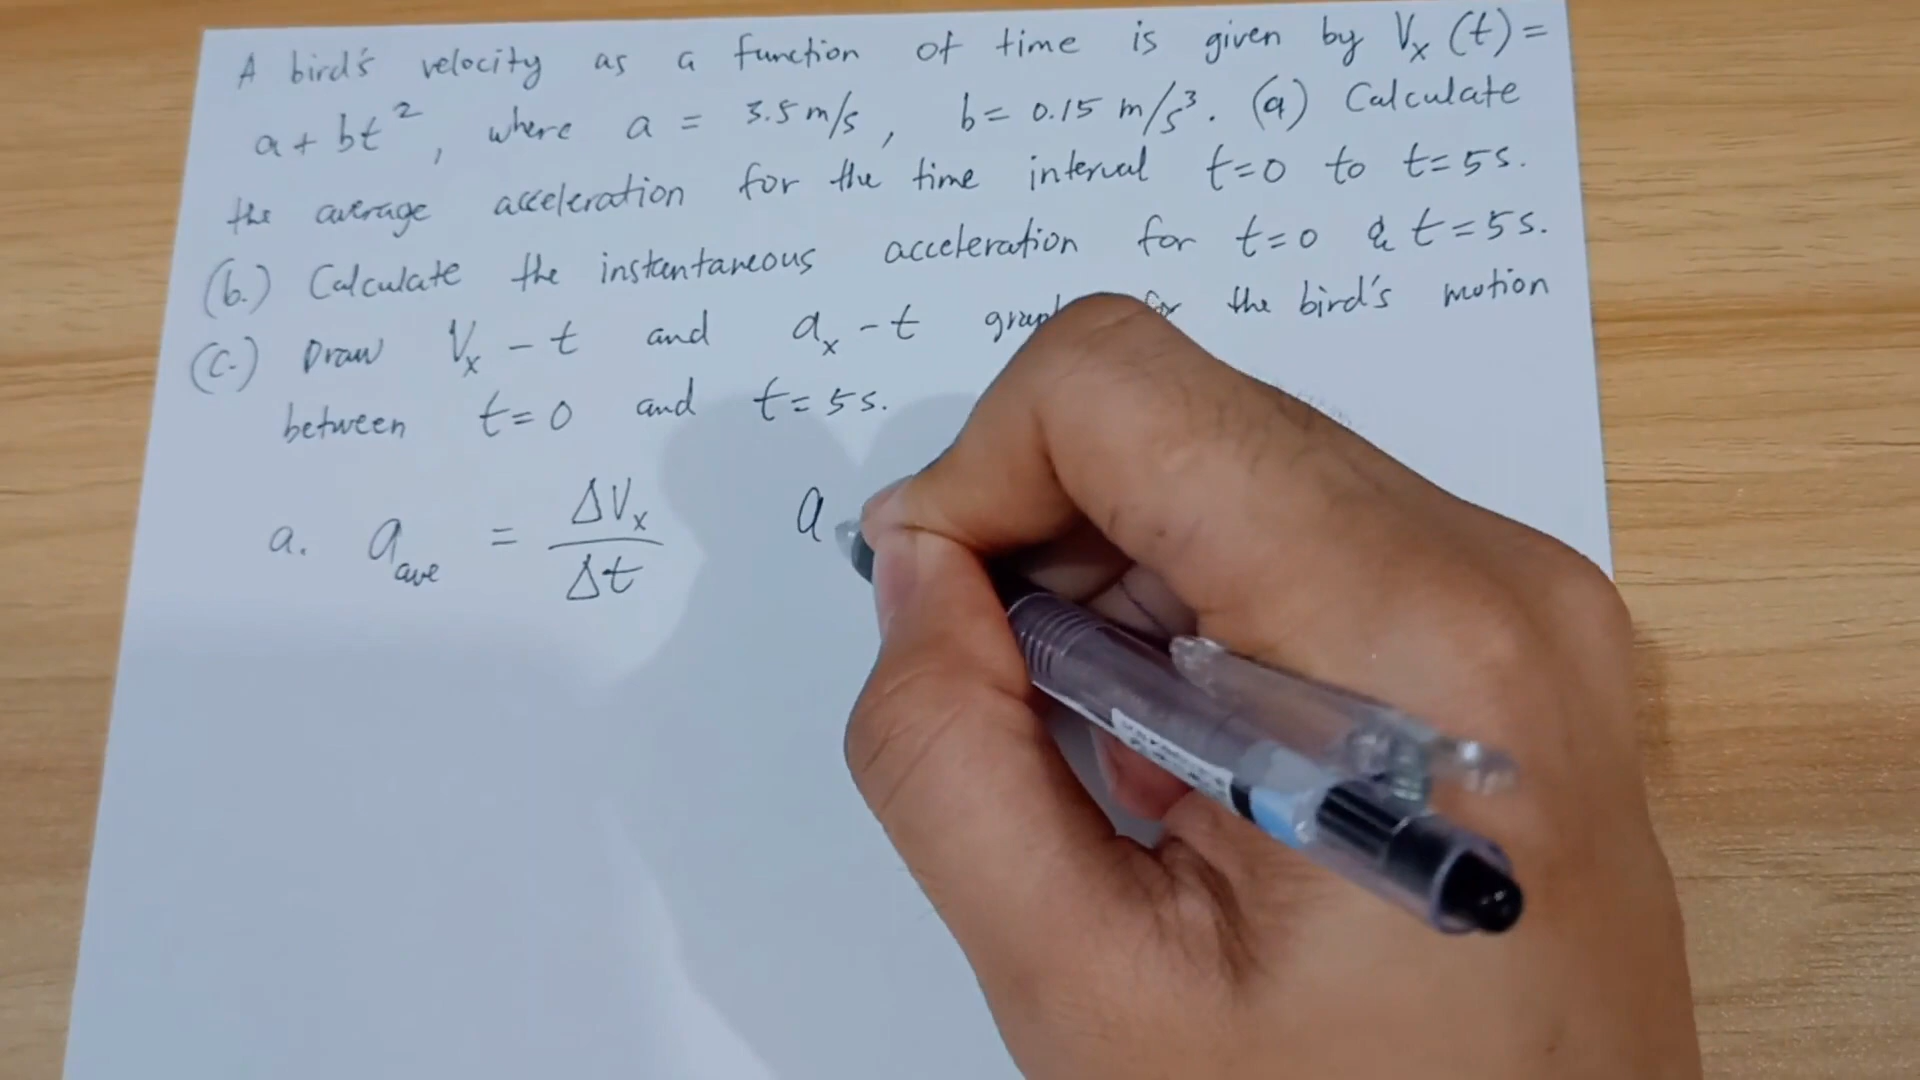 A bird's velocity as a function of time is given by Vₓ (t) =
a + bt², where a = 3.5 m/s, b = 0.15 m/s³. (a) Calculate
the average acceleration for the time interval t=0 to t=5s.
(b.) Calculate the instantaneous acceleration for t=0 & t=5s.
(c.) Draw Vₓ - t and aₓ - t for the bird's motion
between t=0 and t=5s.
a. a_ave = ΔVₓ/Δt a